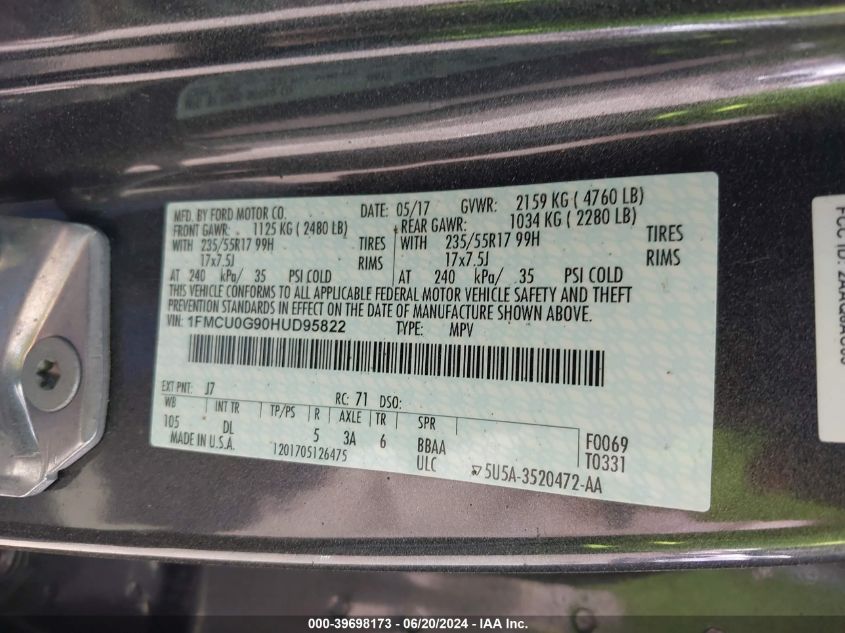 MFD. BY FORD MOTOR CO. DATE: 05/17 GVWR: 2159 KG ( 4760 LB)
FRONT GAWR: 1125 KG ( 2480 LB) REAR GAWR: 1034 KG ( 2280 LB)
WITH 235/55R17 99H TIRES WITH 235/55R17 99H TIRES
17x7.5J RIMS 17x7.5J RIMS
AT 240 kPa/ 35 PSI COLD AT 240 kPa/ 35 PSI COLD
THIS VEHICLE CONFORMS TO ALL APPLICABLE FEDERAL MOTOR VEHICLE SAFETY AND THEFT
PREVENTION STANDARDS IN EFFECT ON THE DATE OF MANUFACTURE SHOWN ABOVE.
VIN: 1FMCU0G90HUD95822 TYPE: MPV
EXT PNT: J7 RC: 71 DSO:
WB INT TR TP/PS R AXLE TR SPR
105 DL 5 3A 6 BBAA F0069
MADE IN U.S.A. 1201705126475 ULC T0331
5U5A-3520472-AA
FCC ID:
000-39698173 - 06/20/2024 - IAA Inc.